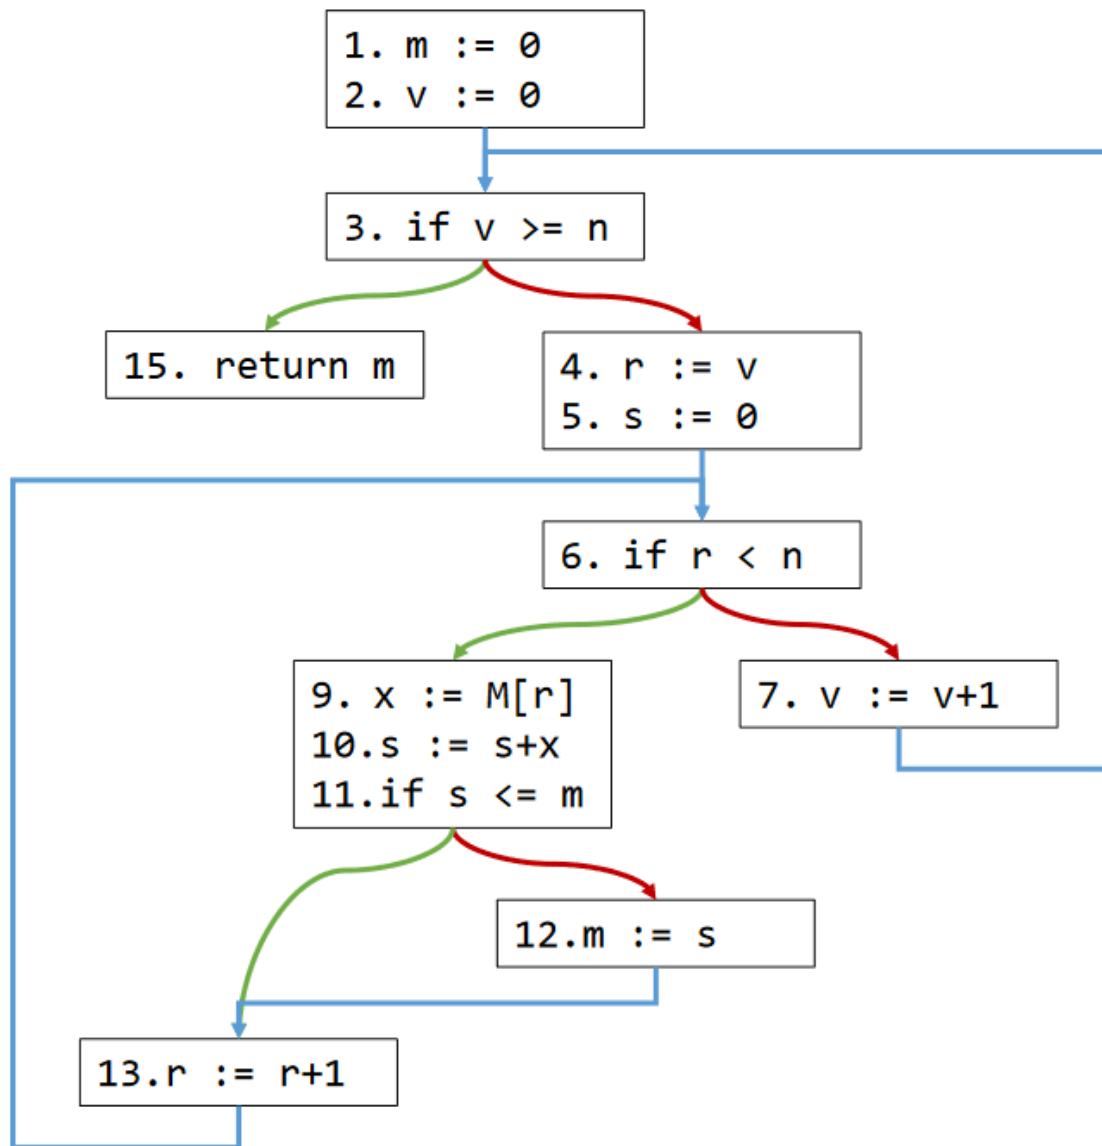 1. m := 0
2. v := 0
3. if v >= n
15. return m
4. r := v
5. s := 0
6. if r < n
9. x := M[r]
10.s := s+x
11.if s <= m
7. v := v+1
12.m := s
13.r := r+1